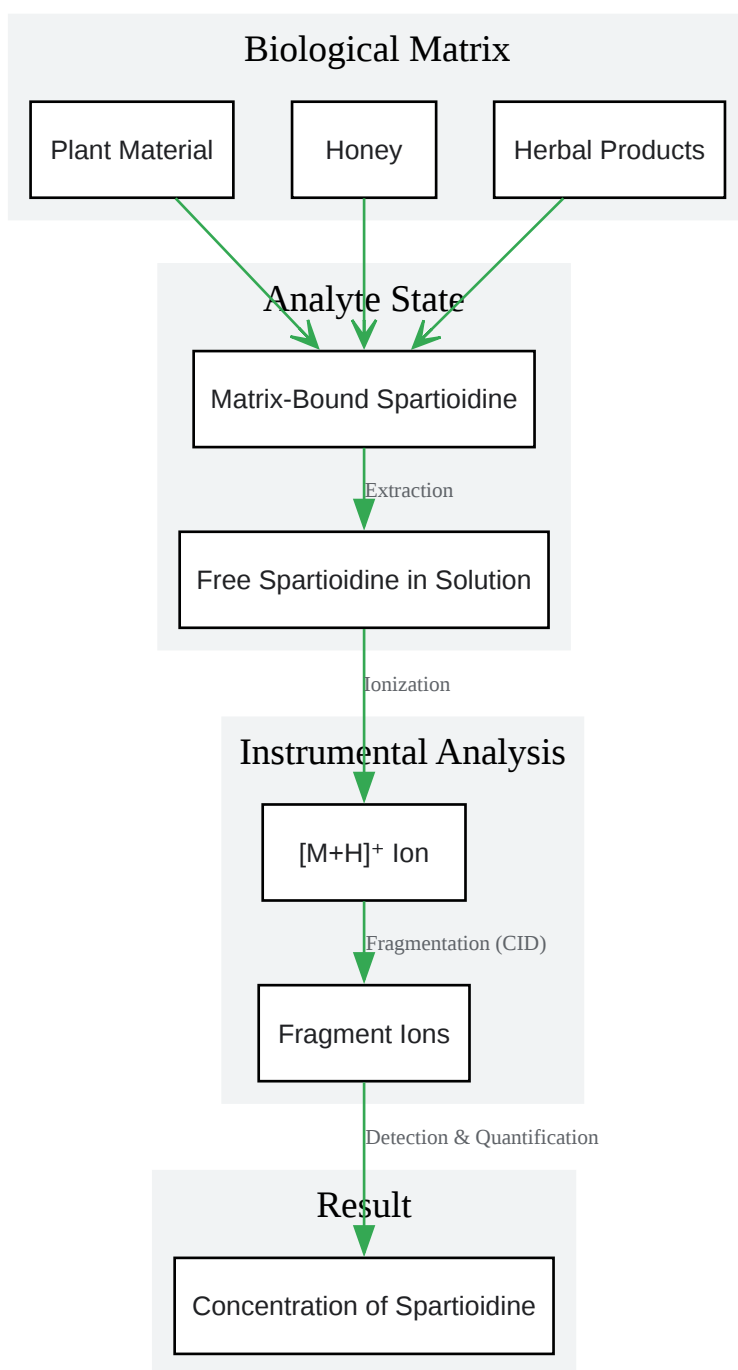 Biological Matrix
Plant Material
Honey
Herbal Products
Analyte State
Matrix-Bound Spartioidine
Extraction
Free Spartioidine in Solution
Ionization
Instrumental Analysis
[M+H]⁺ Ion
Fragmentation (CID)
Fragment Ions
Detection & Quantification
Result
Concentration of Spartioidine